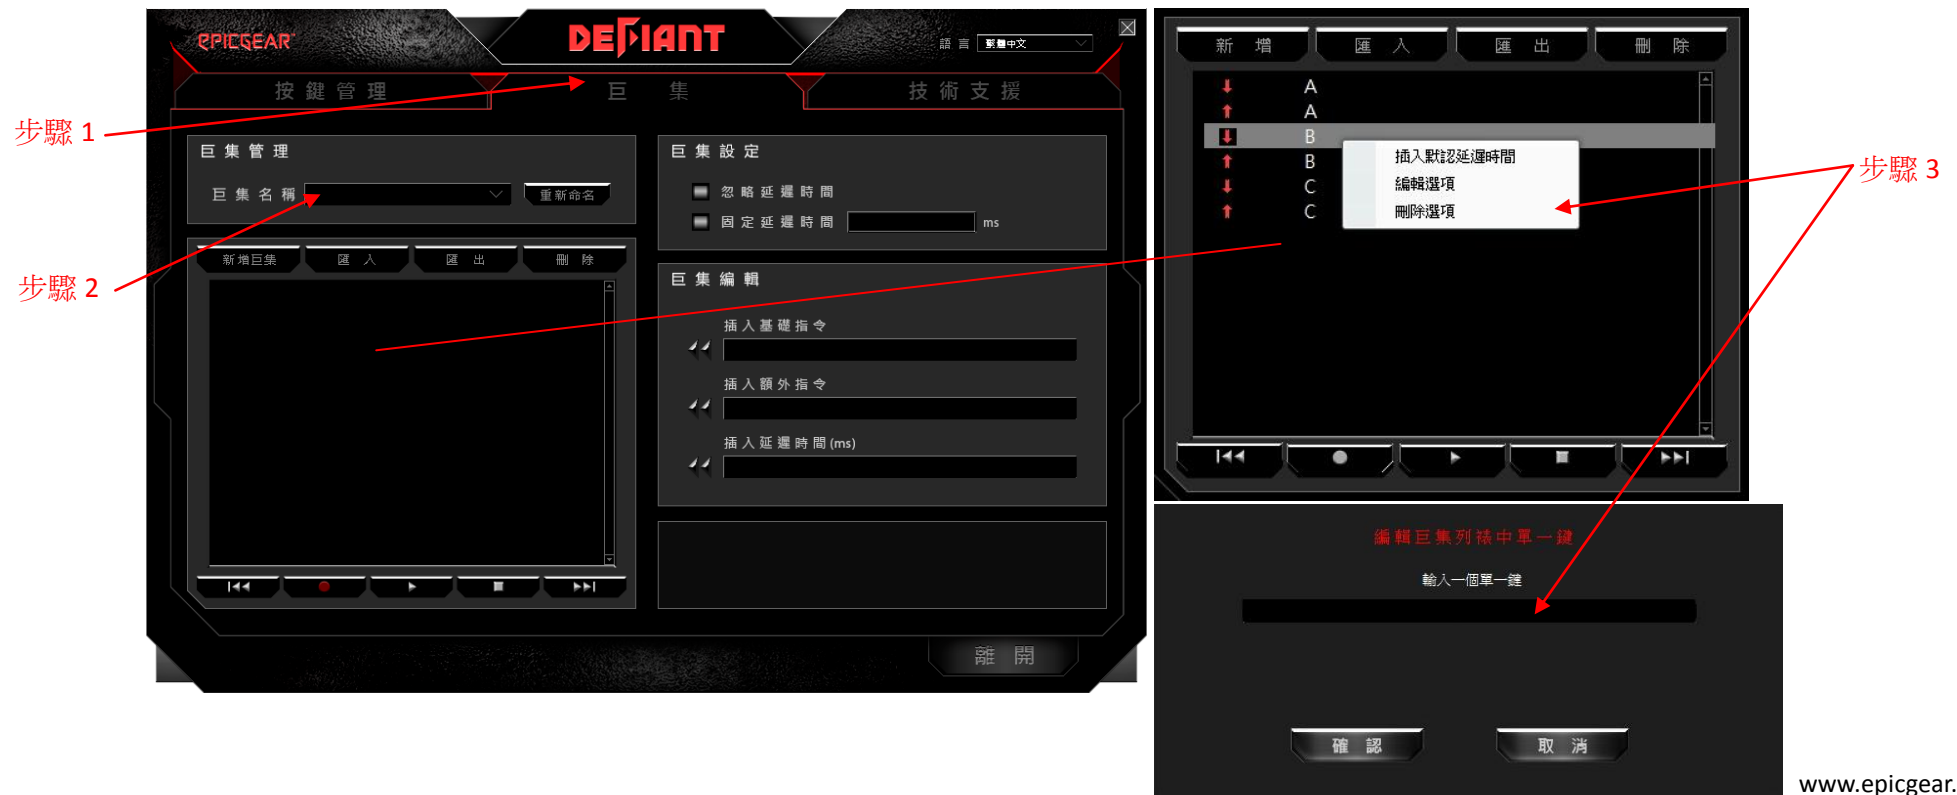 EPICGEAR
DEFIANT
語言 繁體中文
按鍵管理
巨集
技術支援
步驟 1
巨集管理
巨集名稱
重新命名
步驟 2
新增巨集
匯入
匯出
刪除
巨集設定
忽略延遲時間
固定延遲時間 ms
巨集編輯
插入基礎指令
插入額外指令
插入延遲時間(ms)
離開
新增
匯入
匯出
刪除
A
A
B
B
C
C
插入默認延遲時間
編輯選項
刪除選項
步驟 3
編輯巨集列裱中單一鍵
輸入一個單一鍵
確認
取消
www.epicgear.